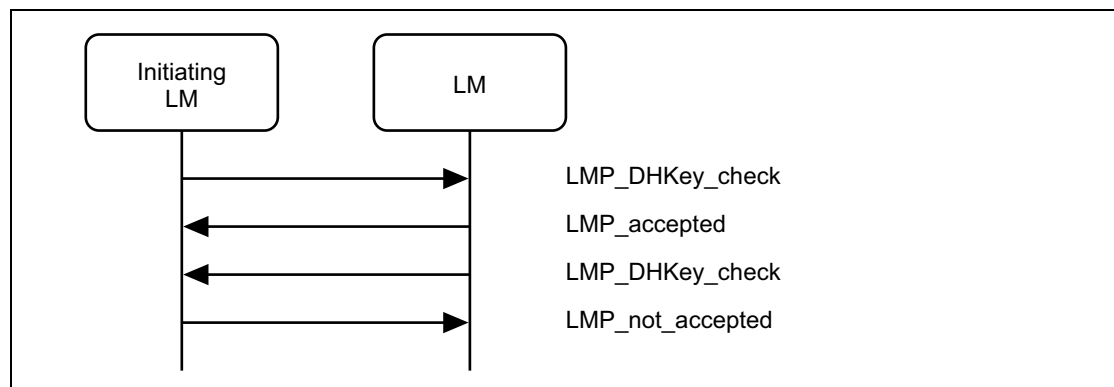 Initiating
LM
LM
LMP_DHKey_check
LMP_accepted
LMP_DHKey_check
LMP_not_accepted